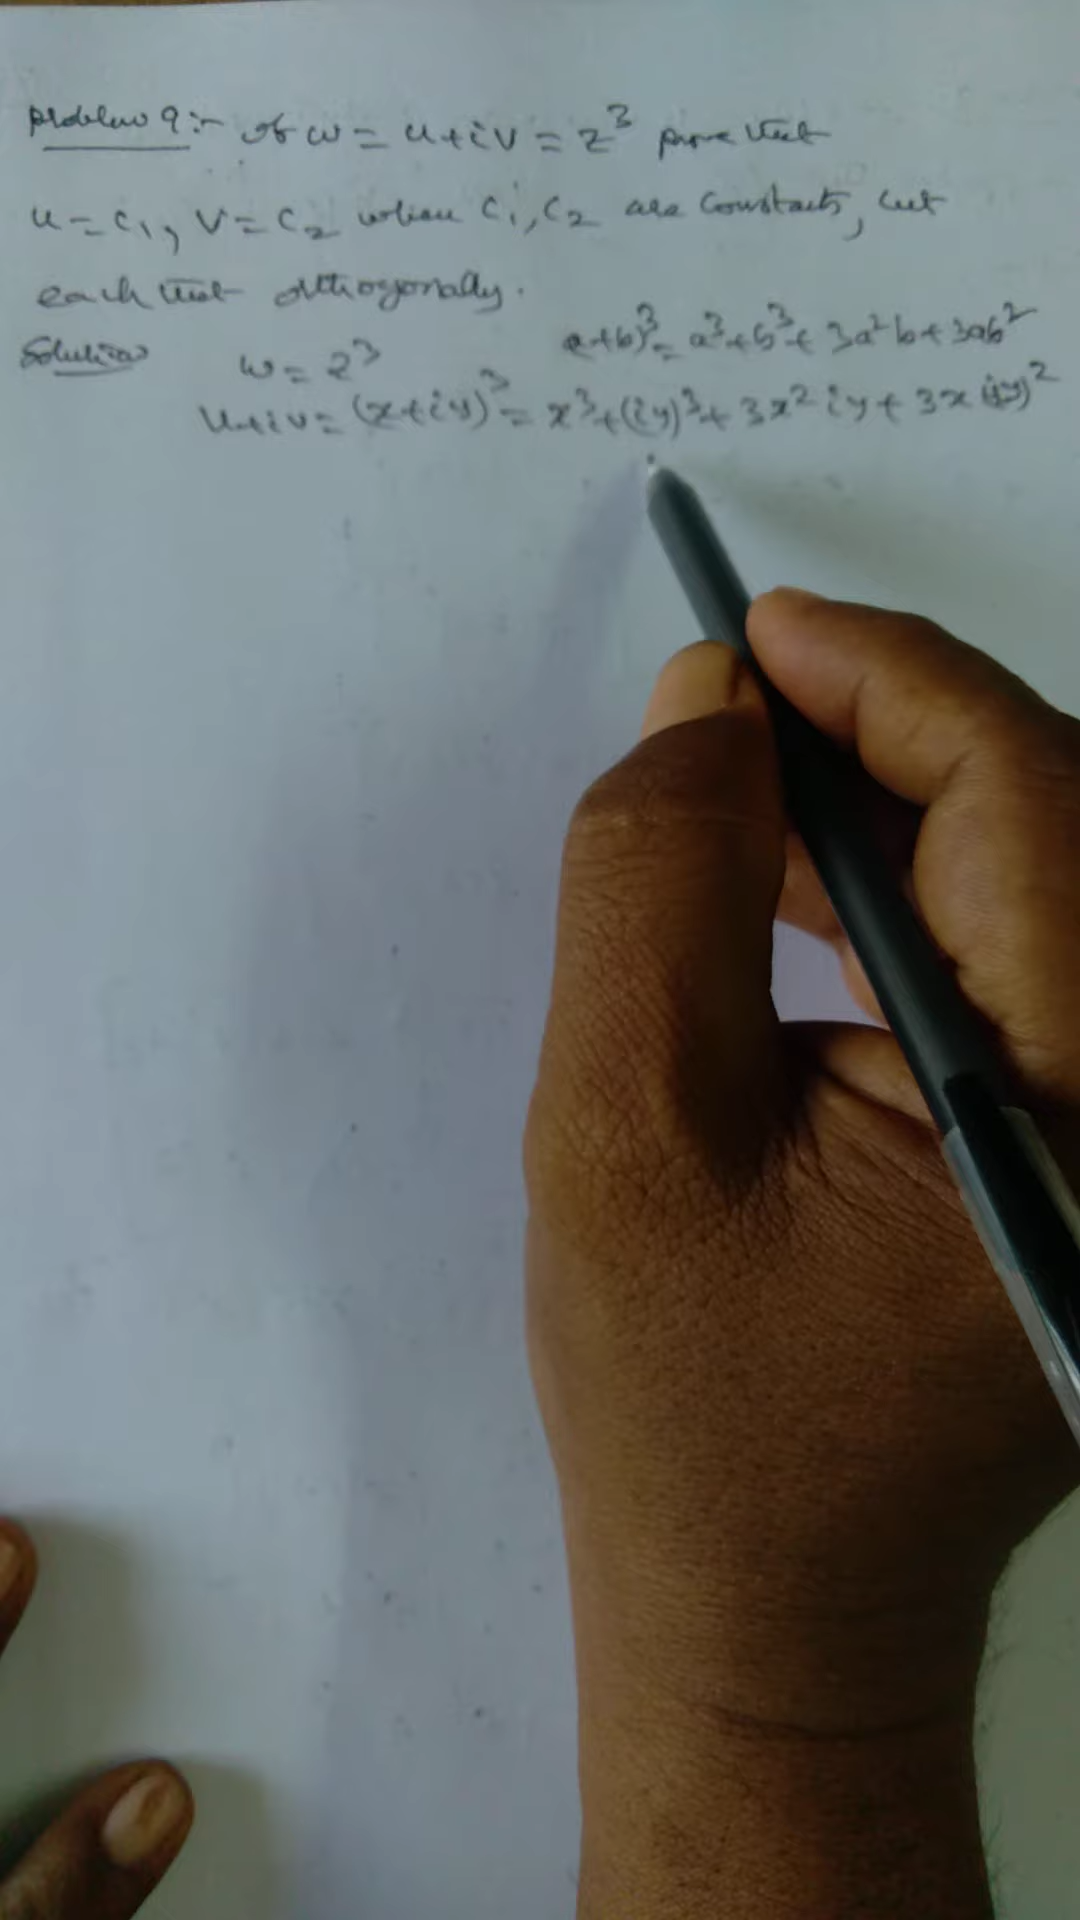 Problem 9:- If w = u+iv = z³ prove that
u = c₁, v = c₂ where c₁, c₂ are constants, cut
each that orthogonally.
Solution
(a+b)³ = a³+b³+3a²b+3ab²
w = z³
u+iv = (x+iy)³ = x³+(iy)³+3x²iy+3x(iy)²